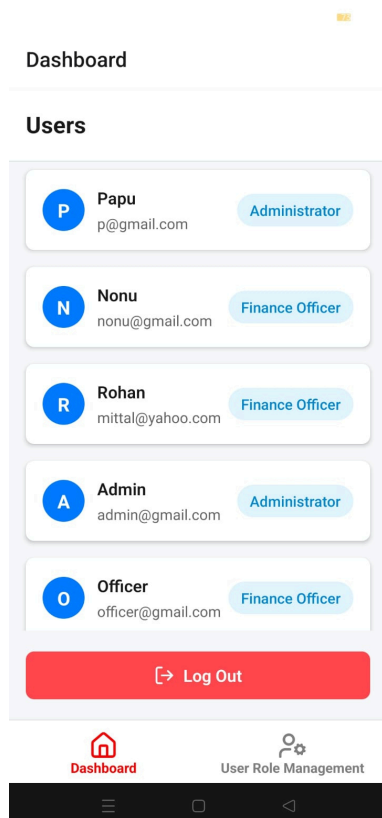 Dashboard
Users
P
Papu
p@gmail.com
Administrator
N
Nonu
nonu@gmail.com
Finance Officer
R
Rohan
mittal@yahoo.com
Finance Officer
A
Admin
admin@gmail.com
Administrator
O
Officer
officer@gmail.com
Finance Officer
Log Out
Dashboard
User Role Management